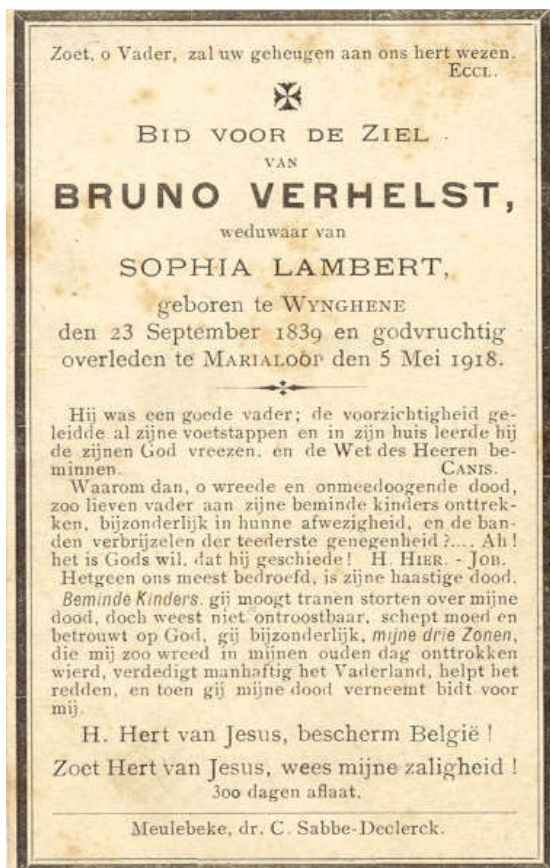 Zoet, o Vader, zal uw geheugen aan ons hert wezen.
ECCL.
BID VOOR DE ZIEL
VAN
BRUNO VERHELST,
weduwaar van
SOPHIA LAMBERT,
geboren te WYNGHENE
den 23 September 1839 en godvruchtig
overleden te MARIALOOP den 5 Mei 1918.
Hij was een goede vader; de voorzichtigheid ge-
leidde al zijne voetstappen en in zijn huis leerde hij
de zijnen God vreezen, en de Wet des Heeren be-
minnen. CANIS.
Waarom dan, o wreede en onmeedoogende dood,
zoo lieven vader aan zijne beminde kinders onttrek-
ken, bijzonderlijk in hunne afwezigheid, en de ban-
den verbrijzelen der teederste genegenheid ?.... Ah !
het is Gods wil, dat hij geschiede ! H. HIER. - JOB.
Hetgeen ons meest bedroefd, is zijne haastige dood.
Beminde Kinders, gij moogt tranen storten over mijne
dood, doch weest niet ontroostbaar, schept moed en
betrouwt op God, gij bijzonderlijk, mijne drie Zonen,
die mij zoo wreed in mijnen ouden dag onttrokken
wierd, verdedigt manhaftig het Vaderland, helpt het
redden, en toen gij mijne dood verneemt bidt voor
mij.
H. Hert van Jesus, bescherm België !
Zoet Hert van Jesus, wees mijne zaligheid !
300 dagen aflaat.
Meulebeke, dr. C. Sabbe-Declerck.